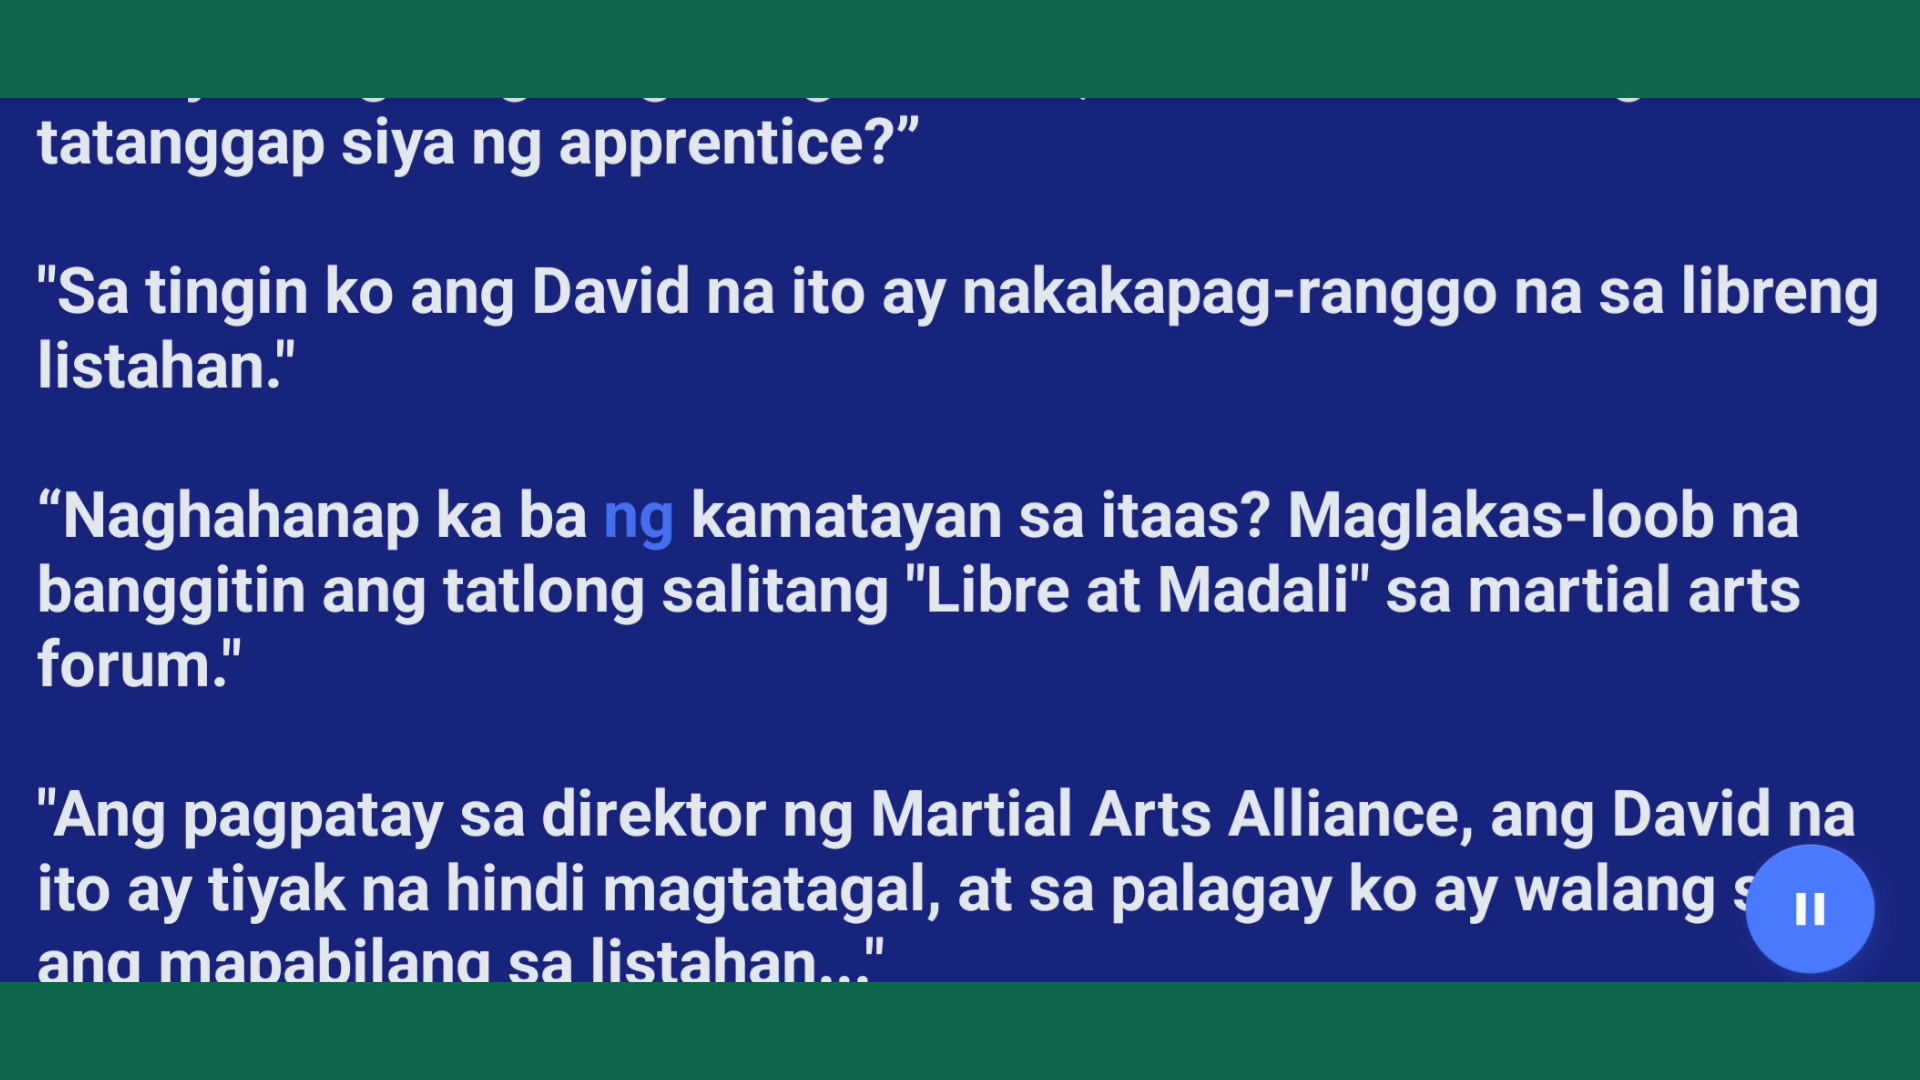 tatanggap siya ng apprentice?”
"Sa tingin ko ang David na ito ay nakakapag-ranggo na sa libreng
listahan."
“Naghahanap ka ba ng kamatayan sa itaas? Maglakas-loob na
banggitin ang tatlong salitang "Libre at Madali" sa martial arts
forum."
"Ang pagpatay sa direktor ng Martial Arts Alliance, ang David na
ito ay tiyak na hindi magtatagal, at sa palagay ko ay walang
ang mapabilang sa listahan..."